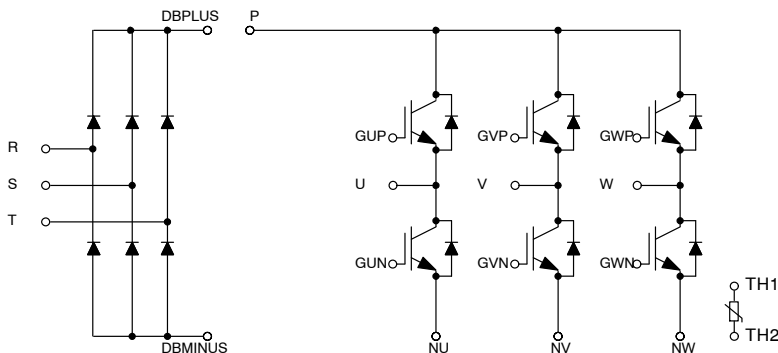 DBPLUS P
GUP GVP GWP
R
S U V W
T
GUN GVN GWN
TH1
TH2
DBMINUS NU NV NW